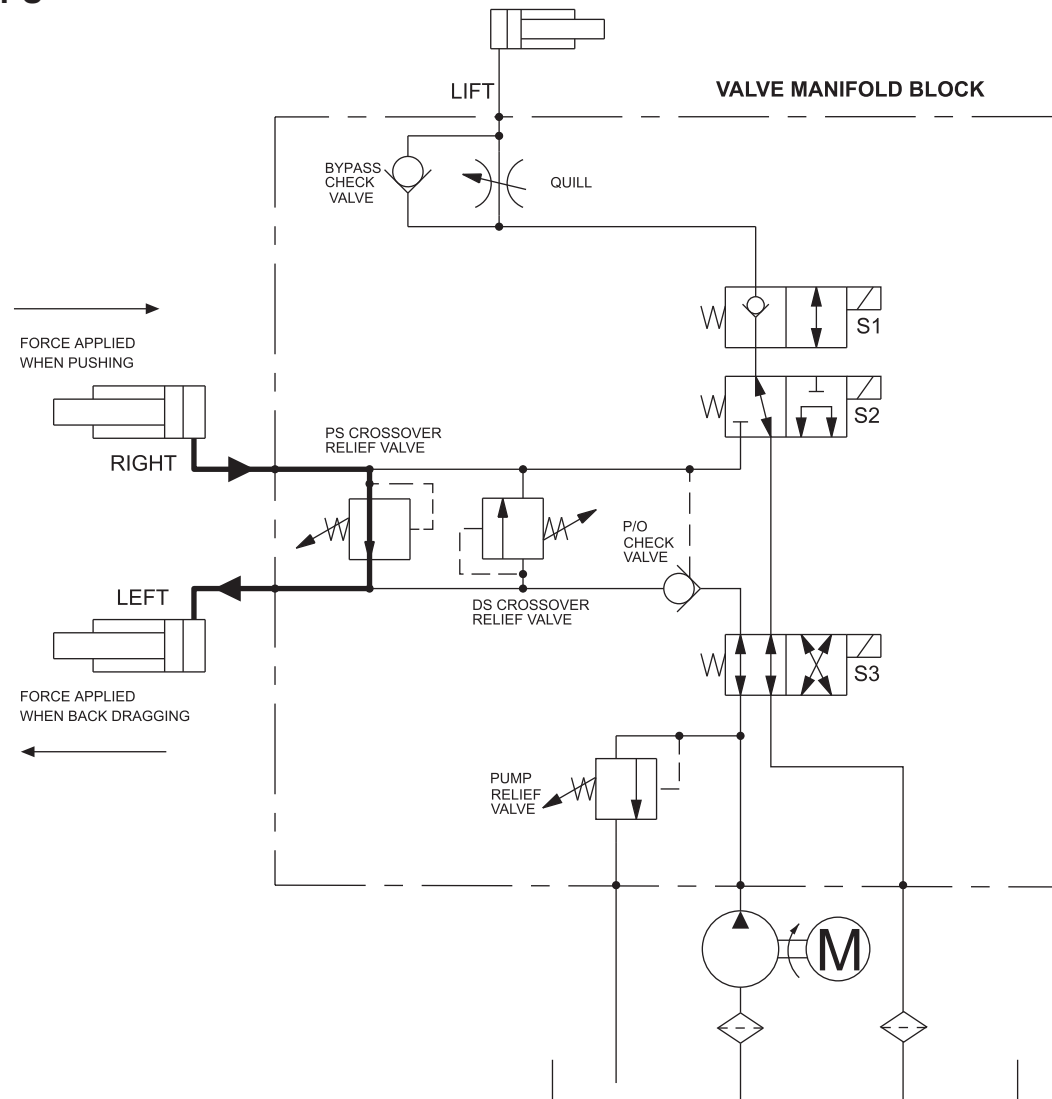 LIFT
VALVE MANIFOLD BLOCK
BYPASS
CHECK
VALVE
QUILL
S1
FORCE APPLIED
WHEN PUSHING
S2
PS CROSSOVER
RELIEF VALVE
RIGHT
P/O
CHECK
VALVE
LEFT
DS CROSSOVER
RELIEF VALVE
S3
FORCE APPLIED
WHEN BACK DRAGGING
PUMP
RELIEF
VALVE
M